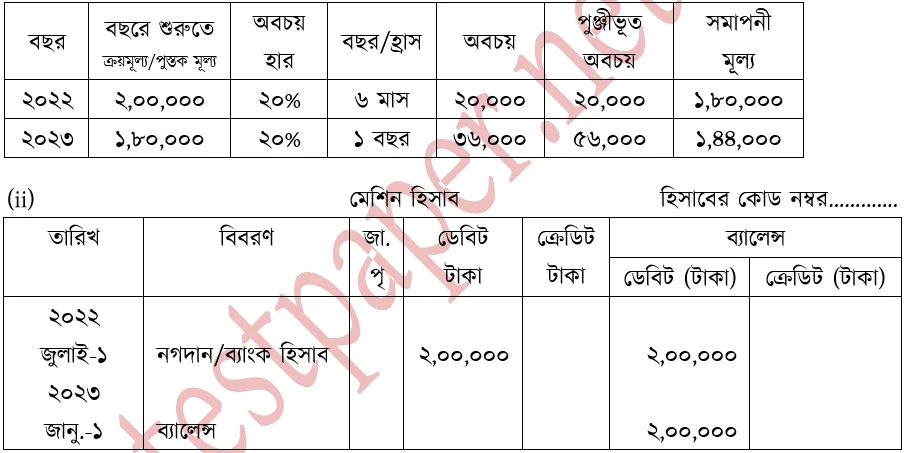 বছর বছরের শুরুতে ক্রয়মূল্য/পুস্তক মূল্য অবচয় হার বছর/হ্রাস অবচয় পুঞ্জীভূত অবচয় সমাপনী মূল্য
২০২২ ২,০০,০০০ ২০% ৬ মাস ২০,০০০ ২০,০০০ ১,৮০,০০০
২০২৩ ১,৮০,০০০ ২০% ১ বছর ৩৬,০০০ ৫৬,০০০ ১,৪৪,০০০
(ii) মেশিন হিসাব হিসাবের কোড নম্বর.............
তারিখ বিবরণ জা. পৃ ডেবিট টাকা ক্রেডিট টাকা ব্যালেন্স
ডেবিট (টাকা) ক্রেডিট (টাকা)
২০২২
জুলাই-১ নগদান/ব্যাংক হিসাব ২,০০,০০০ ২,০০,০০০
২০২৩
জানু.-১ ব্যালেন্স ২,০০,০০০
testpaper.net